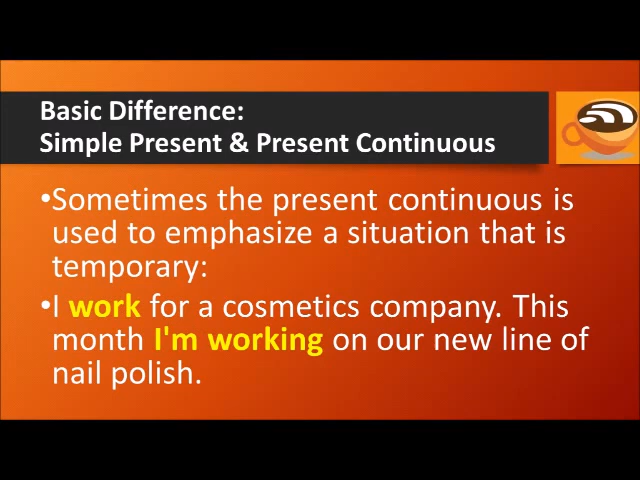 Basic Difference:
Simple Present & Present Continuous
•Sometimes the present continuous is
used to emphasize a situation that is
temporary:
•I work for a cosmetics company. This
month I'm working on our new line of
nail polish.